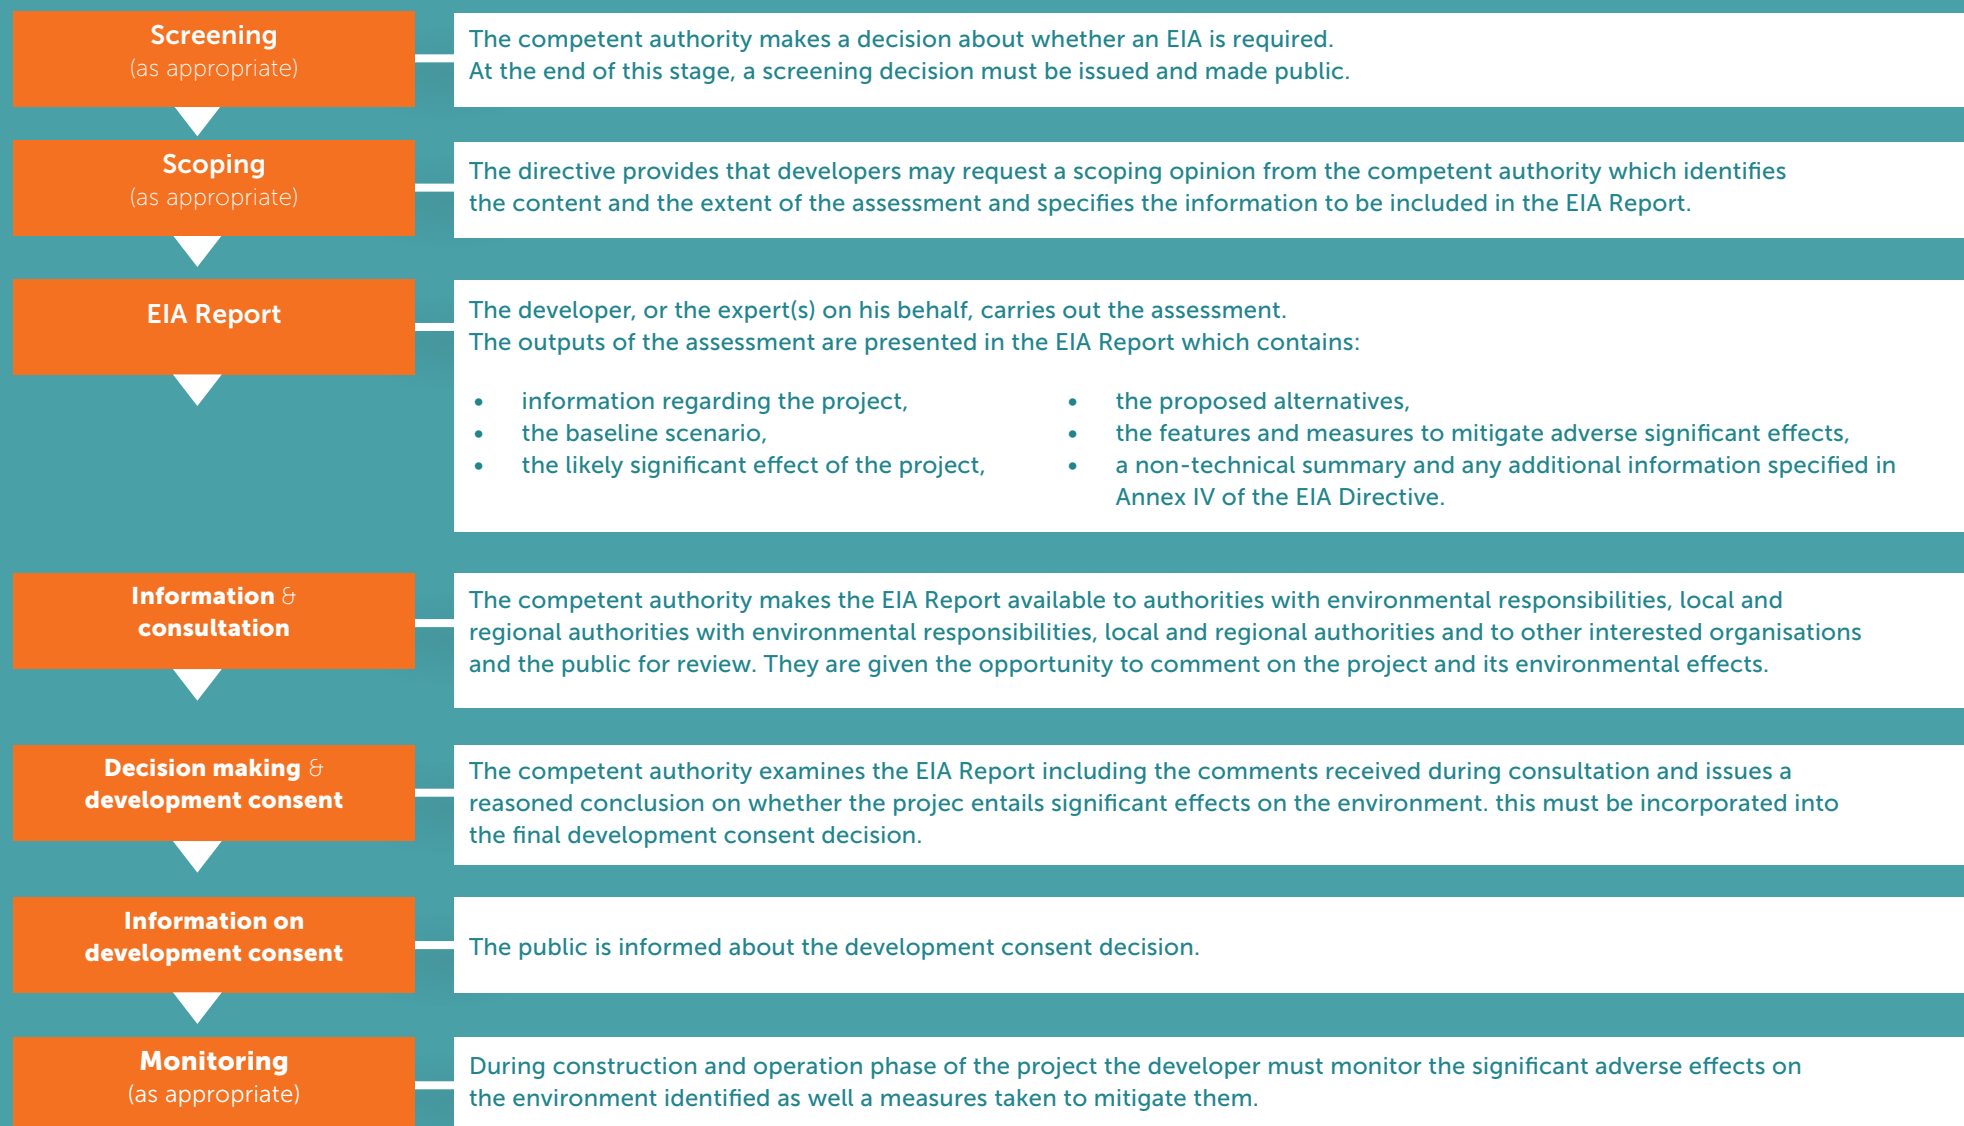 Screening
(as appropriate)
The competent authority makes a decision about whether an EIA is required.
At the end of this stage, a screening decision must be issued and made public.
Scoping
(as appropriate)
The directive provides that developers may request a scoping opinion from the competent authority which identifies
the content and the extent of the assessment and specifies the information to be included in the EIA Report.
EIA Report
The developer, or the expert(s) on his behalf, carries out the assessment.
The outputs of the assessment are presented in the EIA Report which contains:
• information regarding the project,
• the baseline scenario,
• the likely significant effect of the project,
• the proposed alternatives,
• the features and measures to mitigate adverse significant effects,
• a non-technical summary and any additional information specified in
Annex IV of the EIA Directive.
Information &
consultation
The competent authority makes the EIA Report available to authorities with environmental responsibilities, local and
regional authorities with environmental responsibilities, local and regional authorities and to other interested organisations
and the public for review. They are given the opportunity to comment on the project and its environmental effects.
Decision making &
development consent
The competent authority examines the EIA Report including the comments received during consultation and issues a
reasoned conclusion on whether the projec entails significant effects on the environment. this must be incorporated into
the final development consent decision.
Information on
development consent
The public is informed about the development consent decision.
Monitoring
(as appropriate)
During construction and operation phase of the project the developer must monitor the significant adverse effects on
the environment identified as well a measures taken to mitigate them.